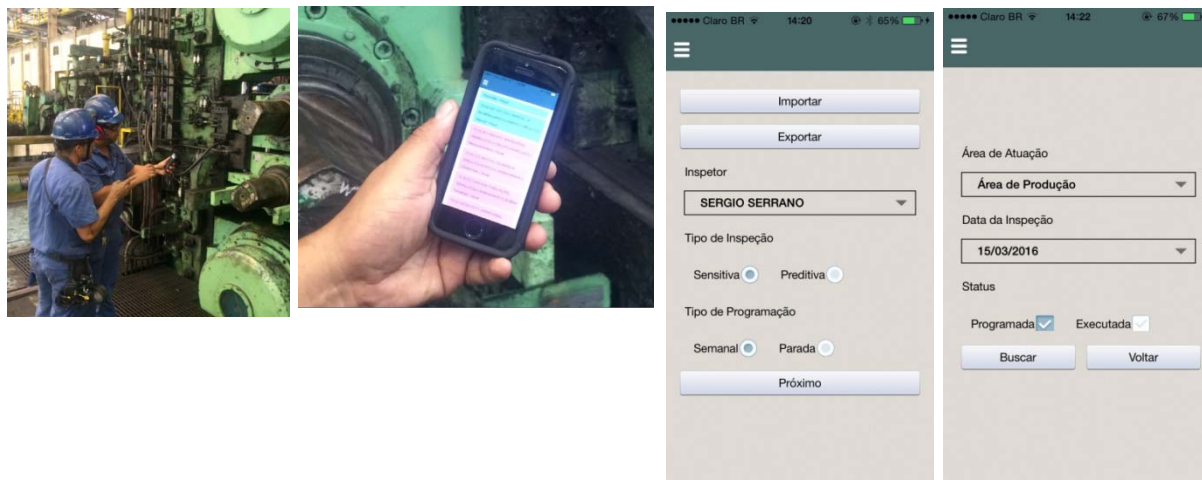 Claro BR 14:20 65%
Importar
Exportar
Inspetor
SERGIO SERRANO
Tipo de Inspeção
Sensitiva Preditiva
Tipo de Programação
Semanal Parada
Próximo
Claro BR 14:22 67%
Área de Atuação
Área de Produção
Data da Inspeção
15/03/2016
Status
Programada Executada
Buscar Voltar